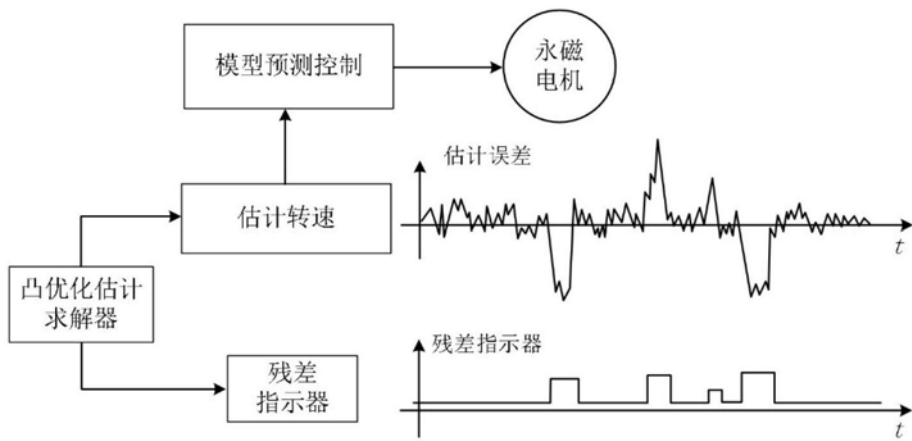 模型预测控制
永磁
电机
估计误差
估计转速
t
凸优化估计
求解器
残差指示器
残差
指示器
t